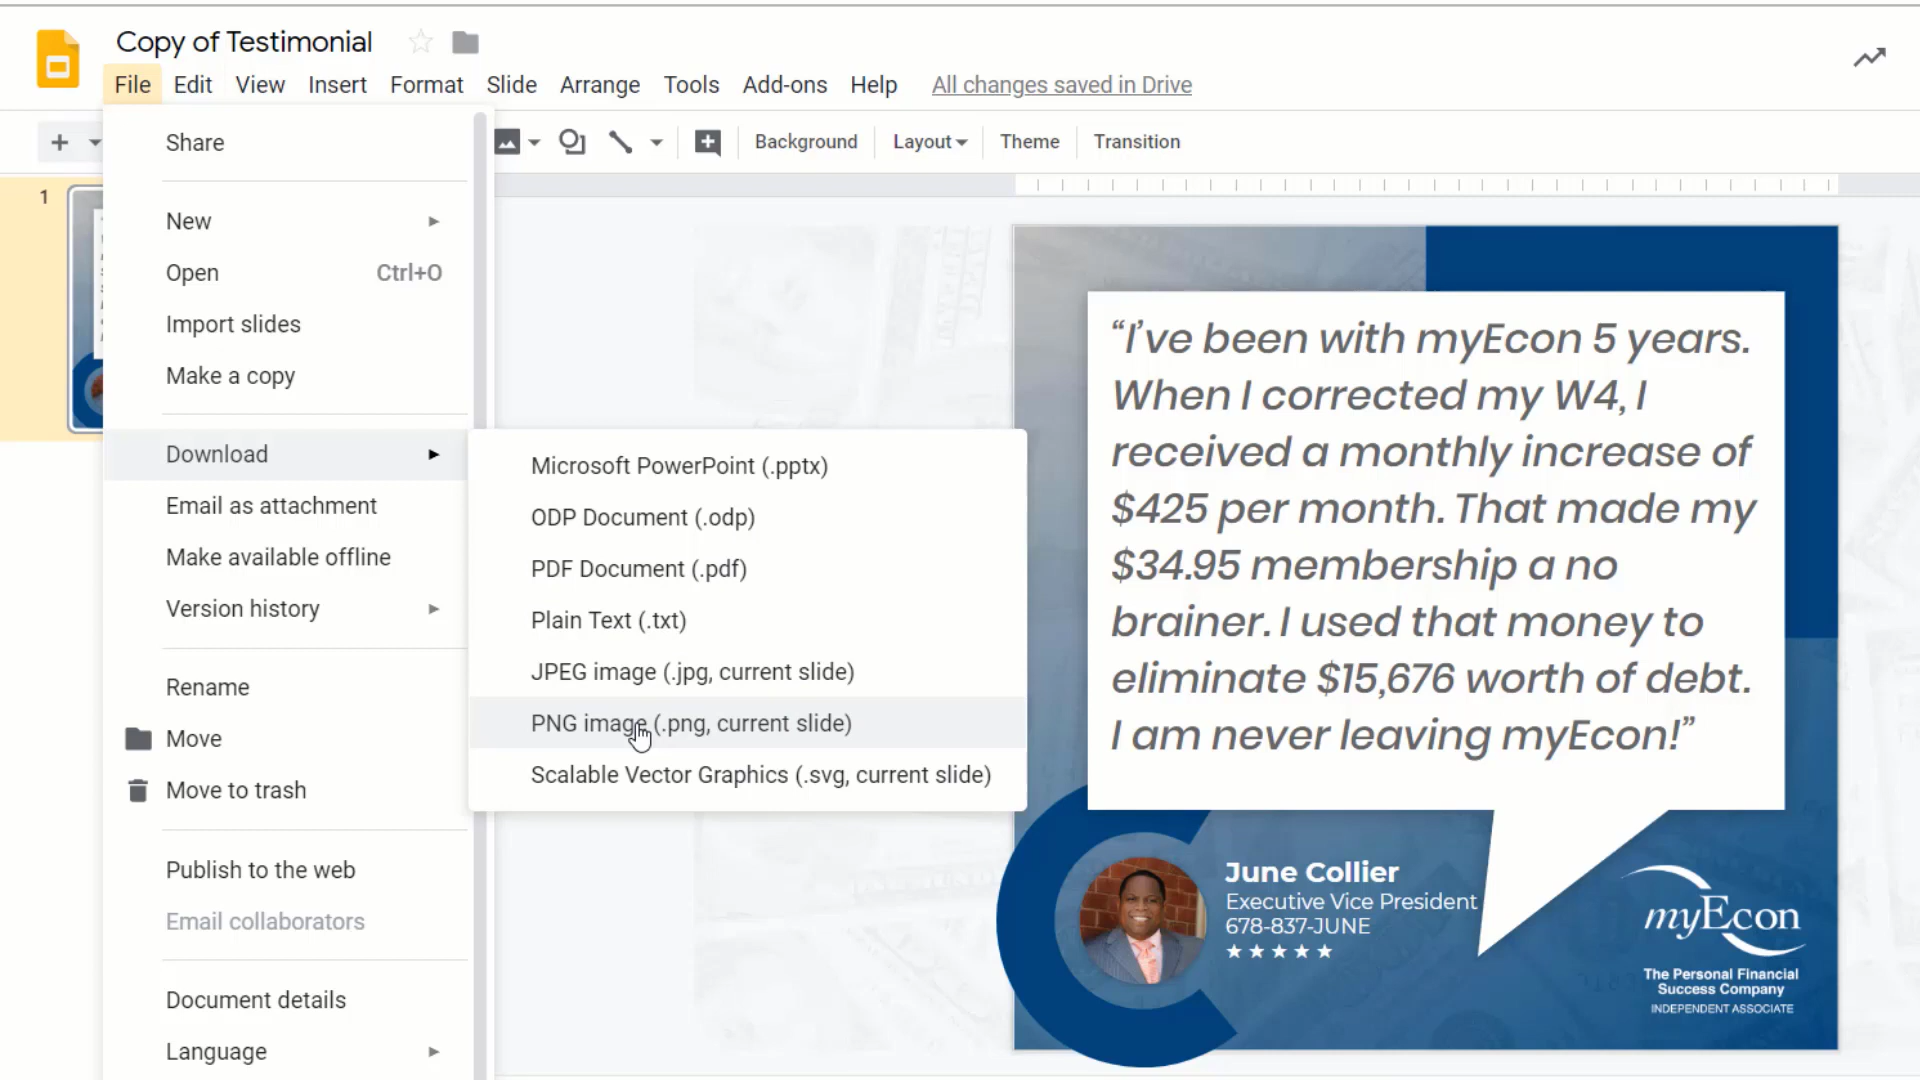 Copy of Testimonial
File Edit View Insert Format Slide Arrange Tools Add-ons Help All changes saved in Drive
Background Layout Theme Transition
1
Share
New
Open Ctrl+O
Import slides
Make a copy
Download
Email as attachment
Make available offline
Version history
Rename
Move
Move to trash
Publish to the web
Email collaborators
Document details
Language
Microsoft PowerPoint (.pptx)
ODP Document (.odp)
PDF Document (.pdf)
Plain Text (.txt)
JPEG image (.jpg, current slide)
PNG image (.png, current slide)
Scalable Vector Graphics (.svg, current slide)
“I’ve been with myEcon 5 years.
When I corrected my W4, I
received a monthly increase of
$425 per month. That made my
$34.95 membership a no
brainer. I used that money to
eliminate $15,676 worth of debt.
I am never leaving myEcon!”
June Collier
Executive Vice President
678-837-JUNE
myEcon
The Personal Financial
Success Company
INDEPENDENT ASSOCIATE